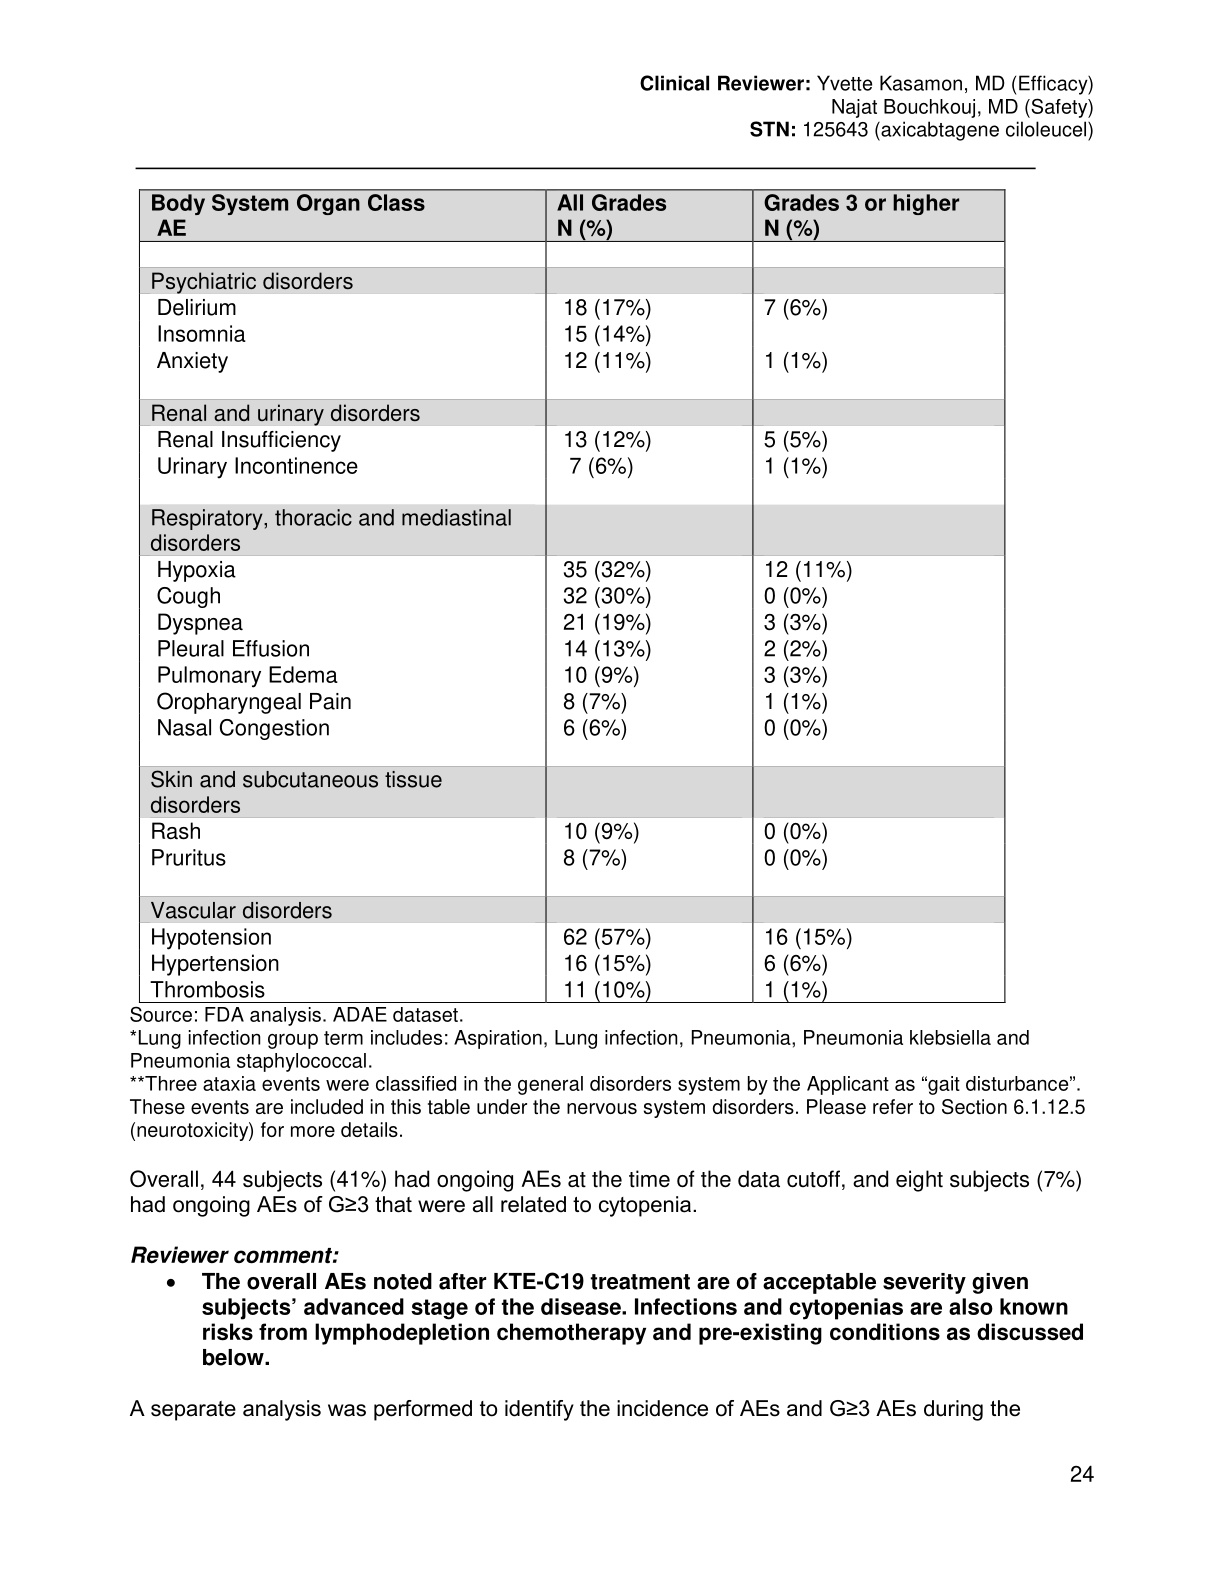 Clinical Reviewer: Yvette Kasamon, MD (Efficacy)
Najat Bouchkouj, MD (Safety)
STN: 125643 (axicabtagene ciloleucel)
Body System Organ Class AE | All Grades N (%) | Grades 3 or higher N (%)
Psychiatric disorders
Delirium 18 (17%) 7 (6%)
Insomnia 15 (14%)
Anxiety 12 (11%) 1 (1%)
Renal and urinary disorders
Renal Insufficiency 13 (12%) 5 (5%)
Urinary Incontinence 7 (6%) 1 (1%)
Respiratory, thoracic and mediastinal
disorders
Hypoxia 35 (32%) 12 (11%)
Cough 32 (30%) 0 (0%)
Dyspnea 21 (19%) 3 (3%)
Pleural Effusion 14 (13%) 2 (2%)
Pulmonary Edema 10 (9%) 3 (3%)
Oropharyngeal Pain 8 (7%) 1 (1%)
Nasal Congestion 6 (6%) 0 (0%)
Skin and subcutaneous tissue
disorders
Rash 10 (9%) 0 (0%)
Pruritus 8 (7%) 0 (0%)
Vascular disorders
Hypotension 62 (57%) 16 (15%)
Hypertension 16 (15%) 6 (6%)
Thrombosis 11 (10%) 1 (1%)
Source: FDA analysis. ADAE dataset.
*Lung infection group term includes: Aspiration, Lung infection, Pneumonia, Pneumonia klebsiella and
Pneumonia staphylococcal.
**Three ataxia events were classified in the general disorders system by the Applicant as “gait disturbance”.
These events are included in this table under the nervous system disorders. Please refer to Section 6.1.12.5
(neurotoxicity) for more details.
Overall, 44 subjects (41%) had ongoing AEs at the time of the data cutoff, and eight subjects (7%)
had ongoing AEs of G≥3 that were all related to cytopenia.
Reviewer comment:
• The overall AEs noted after KTE-C19 treatment are of acceptable severity given
subjects’ advanced stage of the disease. Infections and cytopenias are also known
risks from lymphodepletion chemotherapy and pre-existing conditions as discussed
below.
A separate analysis was performed to identify the incidence of AEs and G≥3 AEs during the
24